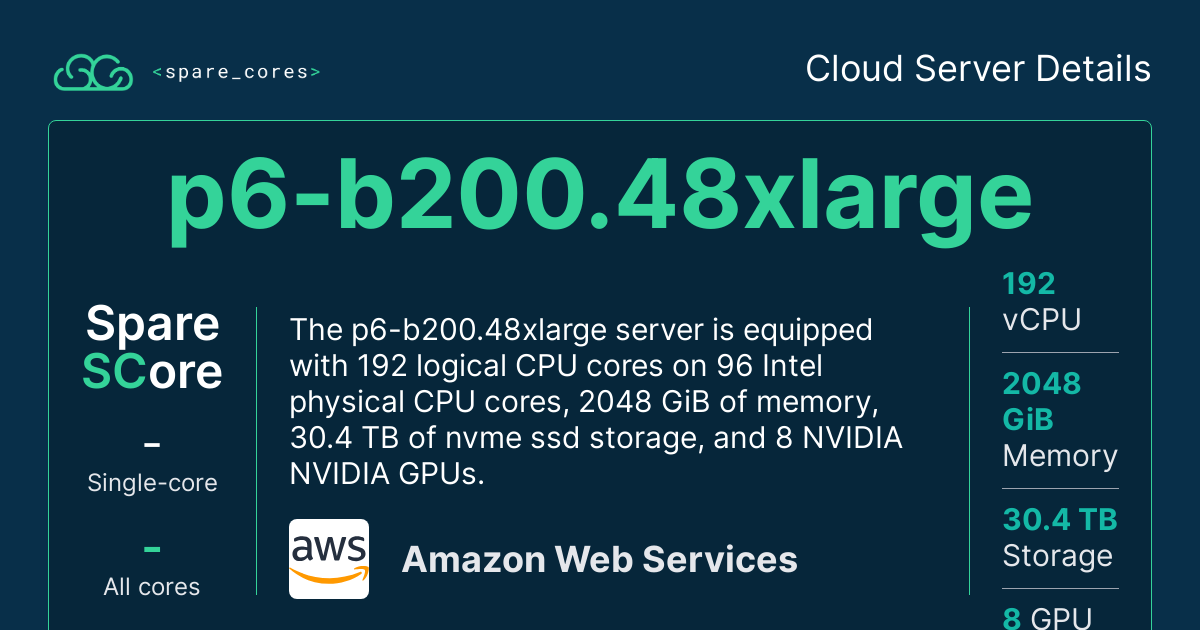 <spare_cores>
Cloud Server Details
p6-b200.48xlarge
Spare
SCore
-
Single-core
-
All cores
The p6-b200.48xlarge server is equipped
with 192 logical CPU cores on 96 Intel
physical CPU cores, 2048 GiB of memory,
30.4 TB of nvme ssd storage, and 8 NVIDIA
NVIDIA GPUs.
aws
Amazon Web Services
192
vCPU
2048
GiB
Memory
30.4 TB
Storage
8 GPU